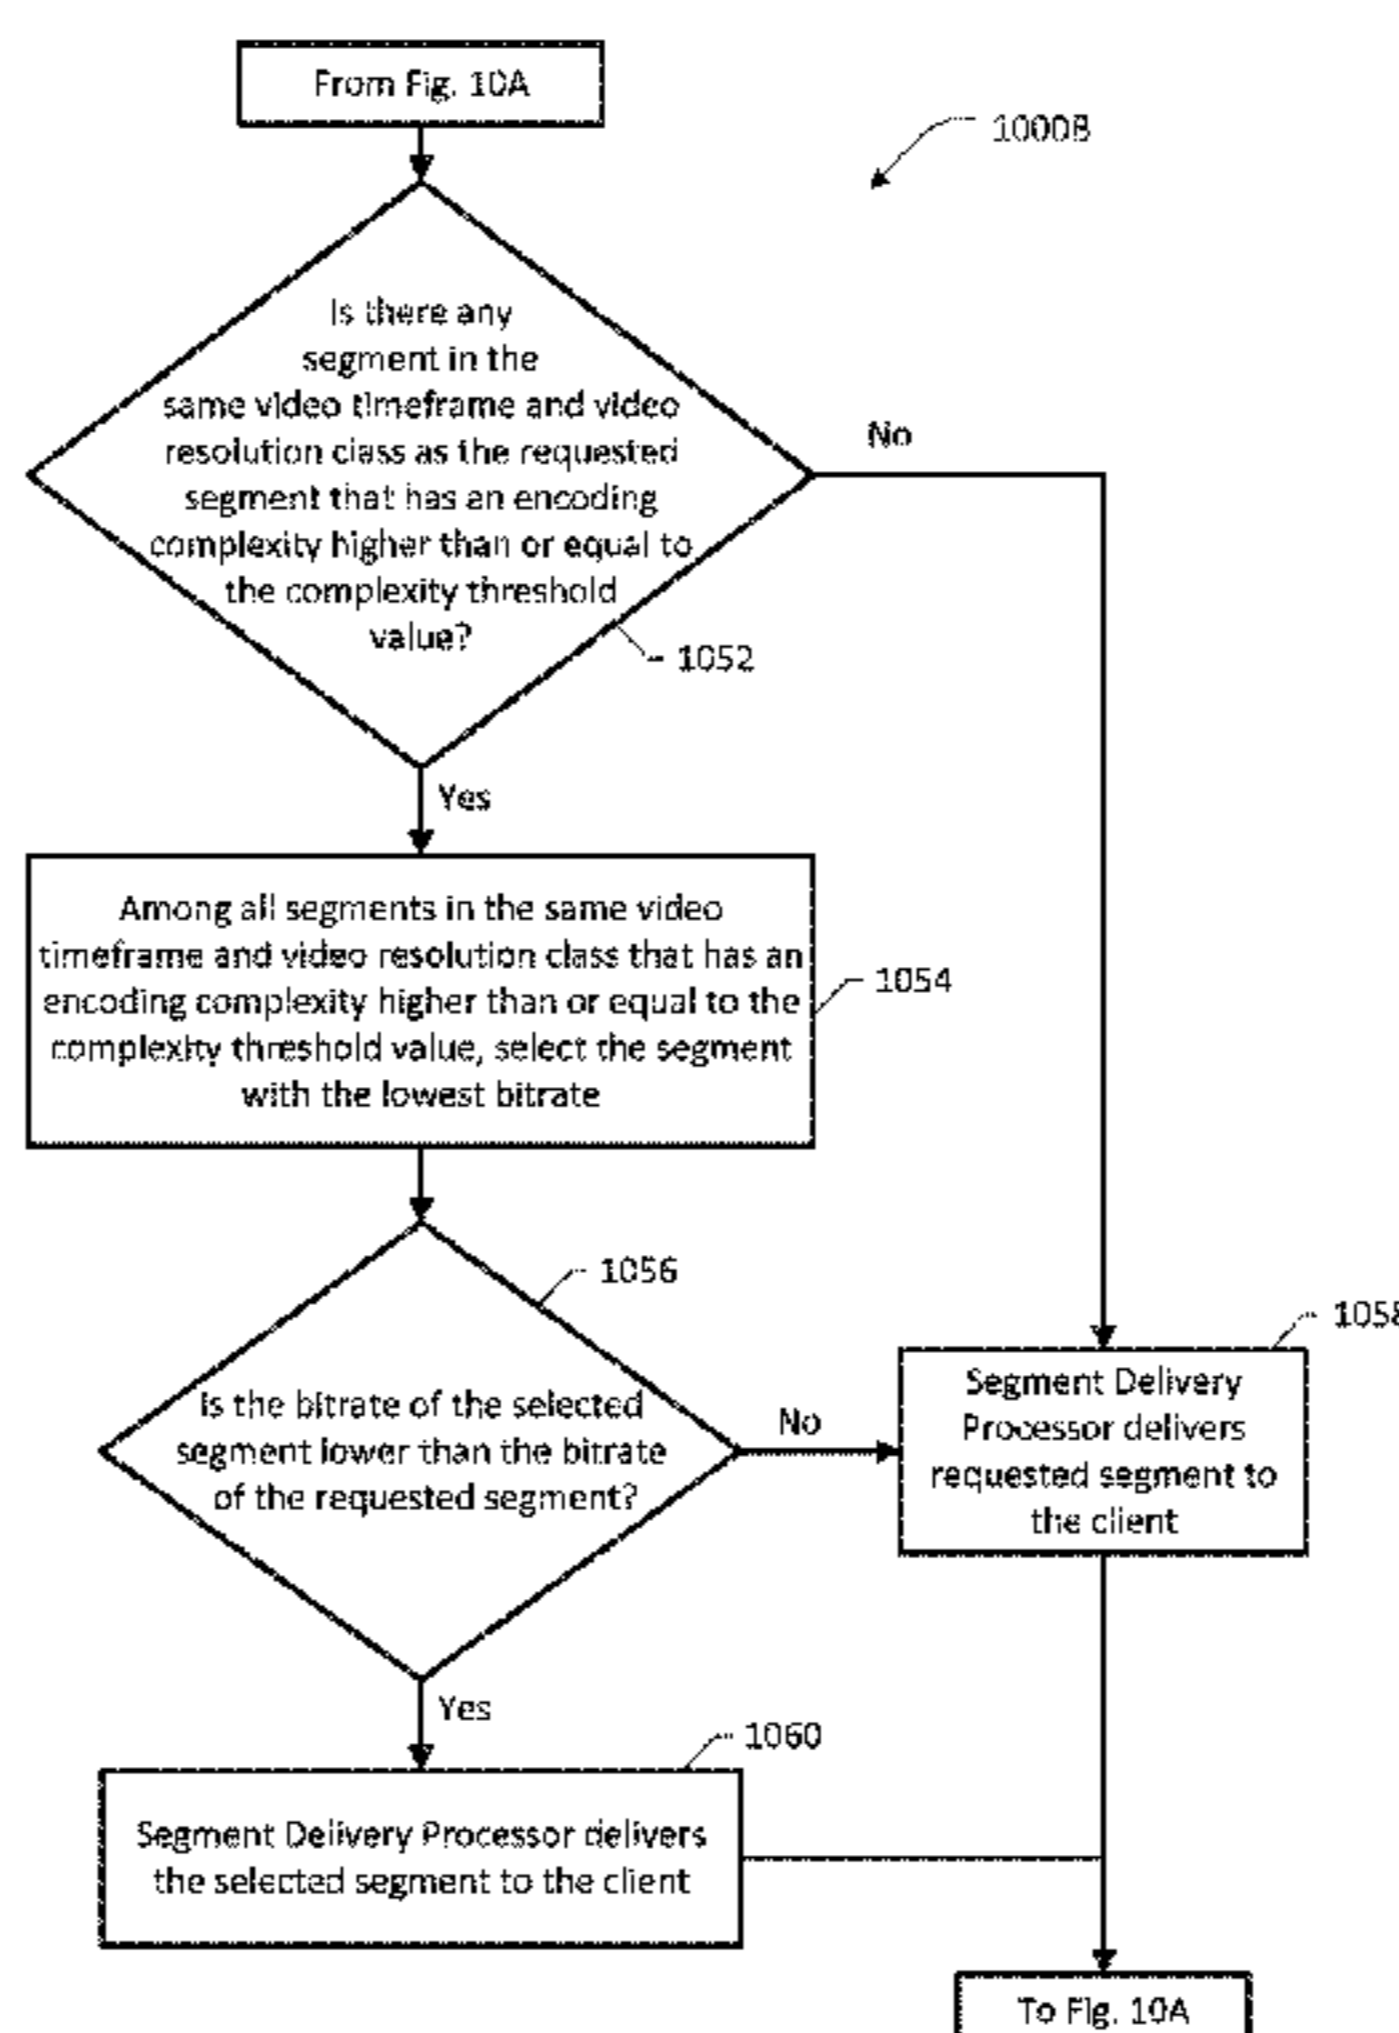 From Fig. 10A
1000B
Is there any
segment in the
same video timeframe and video
resolution class as the requested
segment that has an encoding
complexity higher than or equal to
the complexity threshold
value?
No
1052
Yes
Among all segments in the same video
timeframe and video resolution class that has an
encoding complexity higher than or equal to the
complexity threshold value, select the segment
with the lowest bitrate
1054
1056
Is the bitrate of the selected
segment lower than the bitrate
of the requested segment?
No
1058
Segment Delivery
Processor delivers
requested segment to
the client
Yes
1060
Segment Delivery Processor delivers
the selected segment to the client
To Fig. 10A